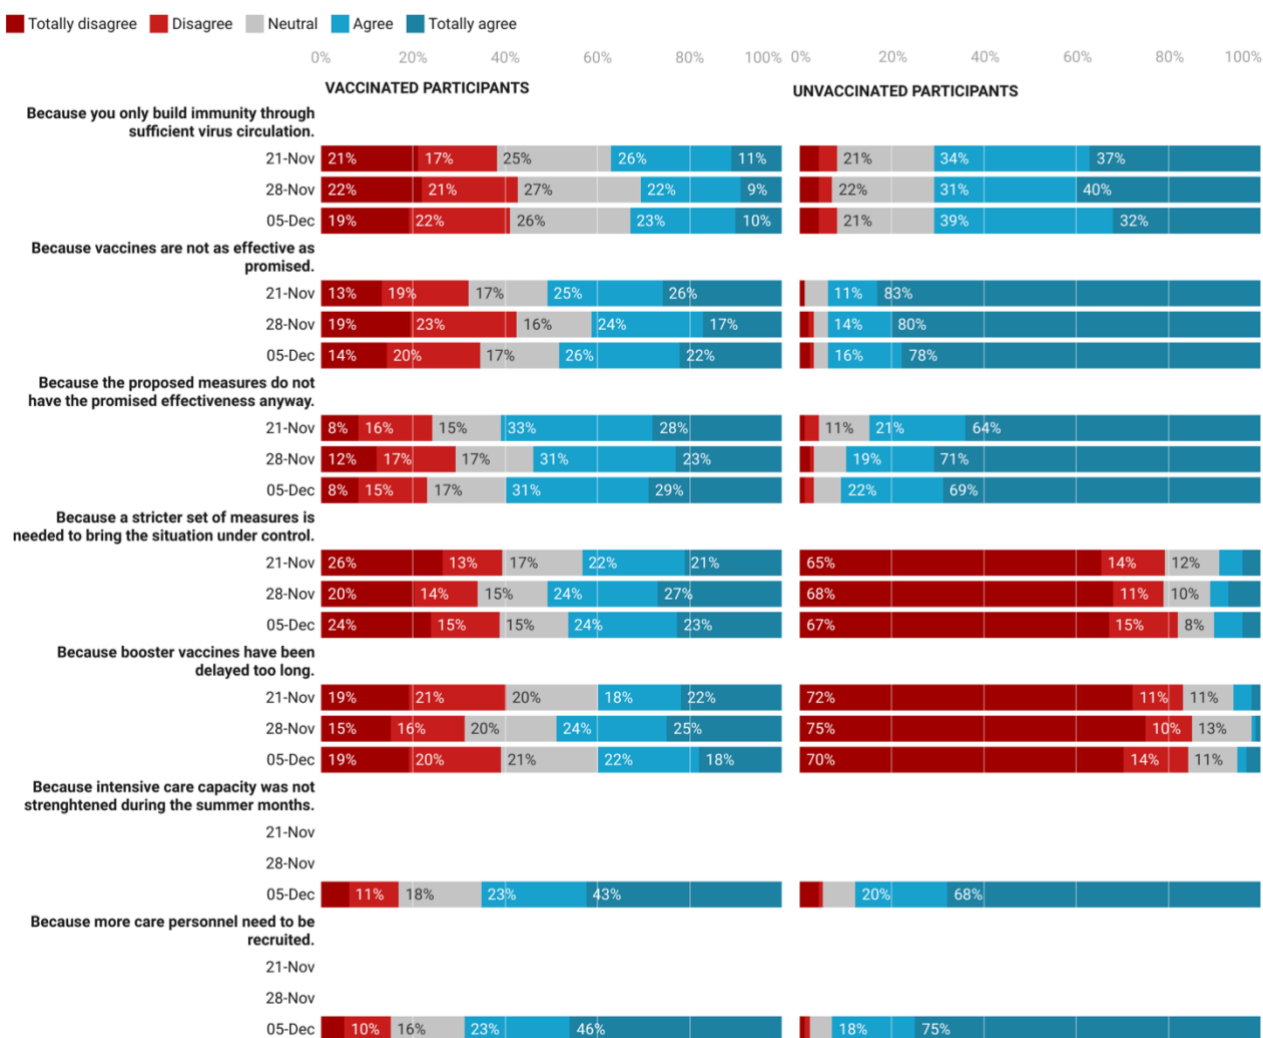 Totally disagree Disagree Neutral Agree Totally agree
0% 20% 40% 60% 80% 100% 0% 20% 40% 60% 80% 100%
VACCINATED PARTICIPANTS UNVACCINATED PARTICIPANTS
Because you only build immunity through
sufficient virus circulation.
21-Nov 21% 17% 25% 26% 11% 21% 34% 37%
28-Nov 22% 21% 27% 22% 9% 22% 31% 40%
05-Dec 19% 22% 26% 23% 10% 21% 39% 32%
Because vaccines are not as effective as
promised.
21-Nov 13% 19% 17% 25% 26% 11% 83%
28-Nov 19% 23% 16% 24% 17% 14% 80%
05-Dec 14% 20% 17% 26% 22% 16% 78%
Because the proposed measures do not
have the promised effectiveness anyway.
21-Nov 8% 16% 15% 33% 28% 11% 21% 64%
28-Nov 12% 17% 17% 31% 23% 19% 71%
05-Dec 8% 15% 17% 31% 29% 22% 69%
Because a stricter set of measures is
needed to bring the situation under control.
21-Nov 26% 13% 17% 22% 21% 65% 14% 12%
28-Nov 20% 14% 15% 24% 27% 68% 11% 10%
05-Dec 24% 15% 15% 24% 23% 67% 15% 8%
Because booster vaccines have been
delayed too long.
21-Nov 19% 21% 20% 18% 22% 72% 11% 11%
28-Nov 15% 16% 20% 24% 25% 75% 10% 13%
05-Dec 19% 20% 21% 22% 18% 70% 14% 11%
Because intensive care capacity was not
strenghtened during the summer months.
21-Nov
28-Nov
05-Dec 11% 18% 23% 43% 20% 68%
Because more care personnel need to be
recruited.
21-Nov
28-Nov
05-Dec 10% 16% 23% 46% 18% 75%